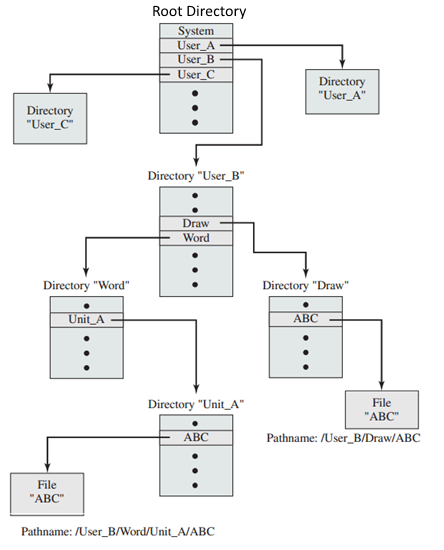 Root Directory
System
User_A
User_B
User_C
Directory
"User_C"
Directory
"User_A"
Directory "User_B"
Draw
Word
Directory "Word"
Unit_A
Directory "Draw"
ABC
File
"ABC"
Pathname: /User_B/Draw/ABC
Directory "Unit_A"
ABC
File
"ABC"
Pathname: /User_B/Word/Unit_A/ABC